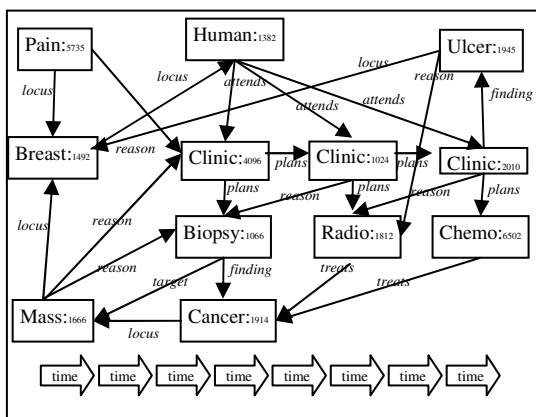 Pain:5735
Human:1382
Ulcer:1945
locus
locus
locus
reason
attends
attends
attends
finding
Breast:1492
reason
Clinic:4096
plans
Clinic:1024
plans
Clinic:2010
plans
reason
plans
reason
plans
locus
reason
Biopsy:1066
Radio:1812
Chemo:6502
reason
target
finding
treats
treats
Mass:1666
locus
Cancer:1914
time
time
time
time
time
time
time
time